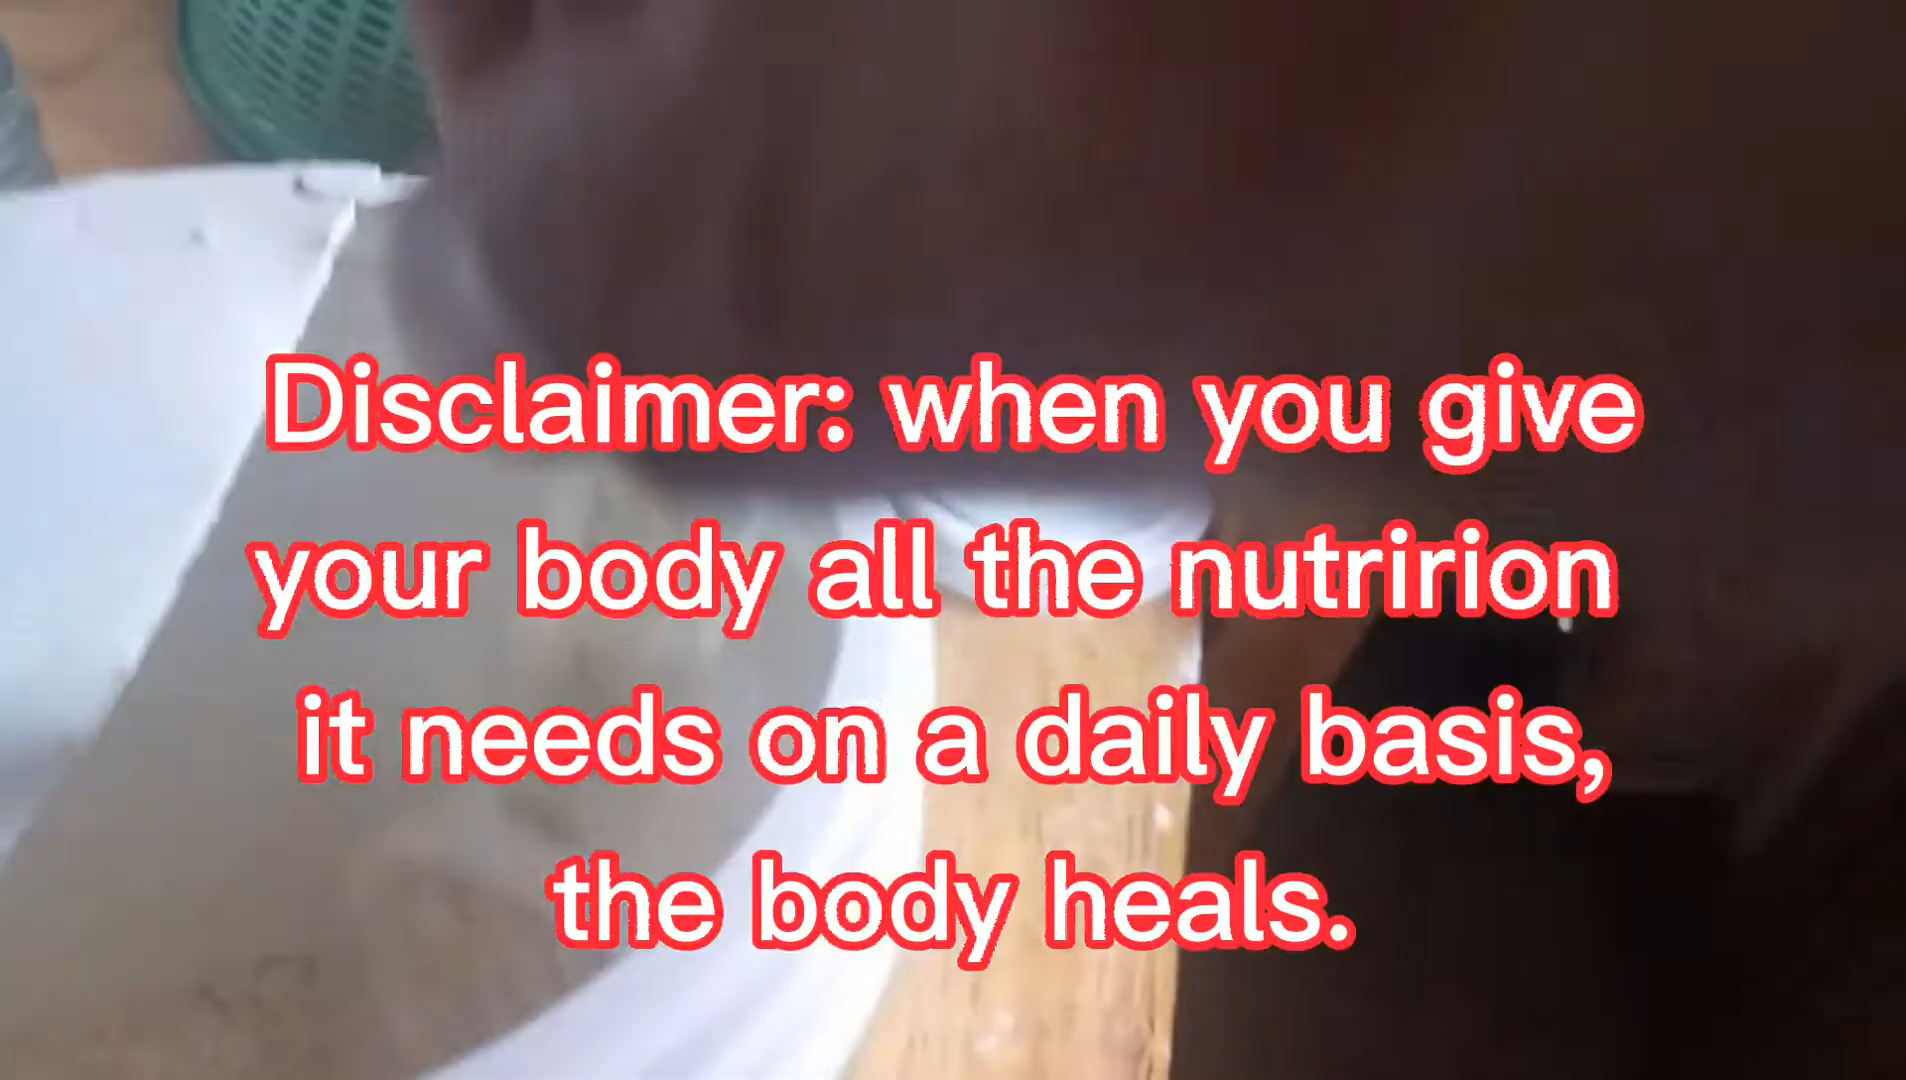 Disclaimer: when you give
your body all the nutririon
it needs on a daily basis,
the body heals.